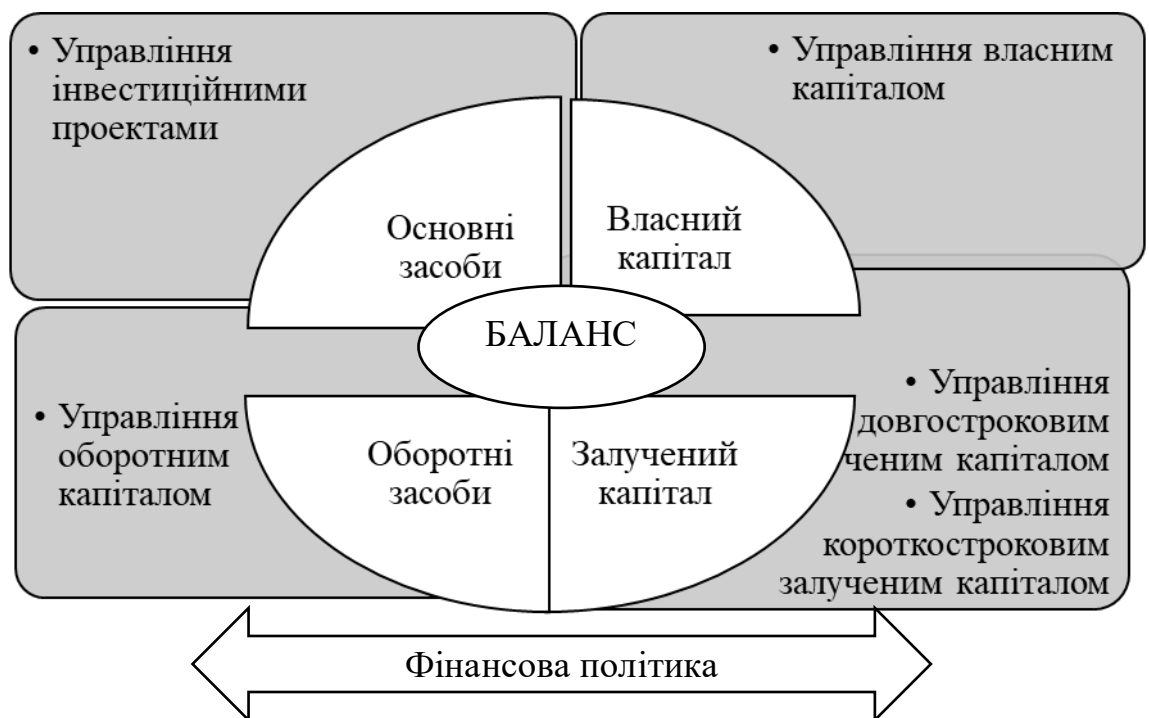 • Управління
інвестиційними
проектами
• Управління власним
капіталом
Основні
засоби
Власний
капітал
БАЛАНС
• Управління
оборотним
капіталом
Оборотні
засоби
Залучений
капітал
• Управління
довгостроковим
ченим капіталом
• Управління
короткостроковим
залученим капіталом
Фінансова політика